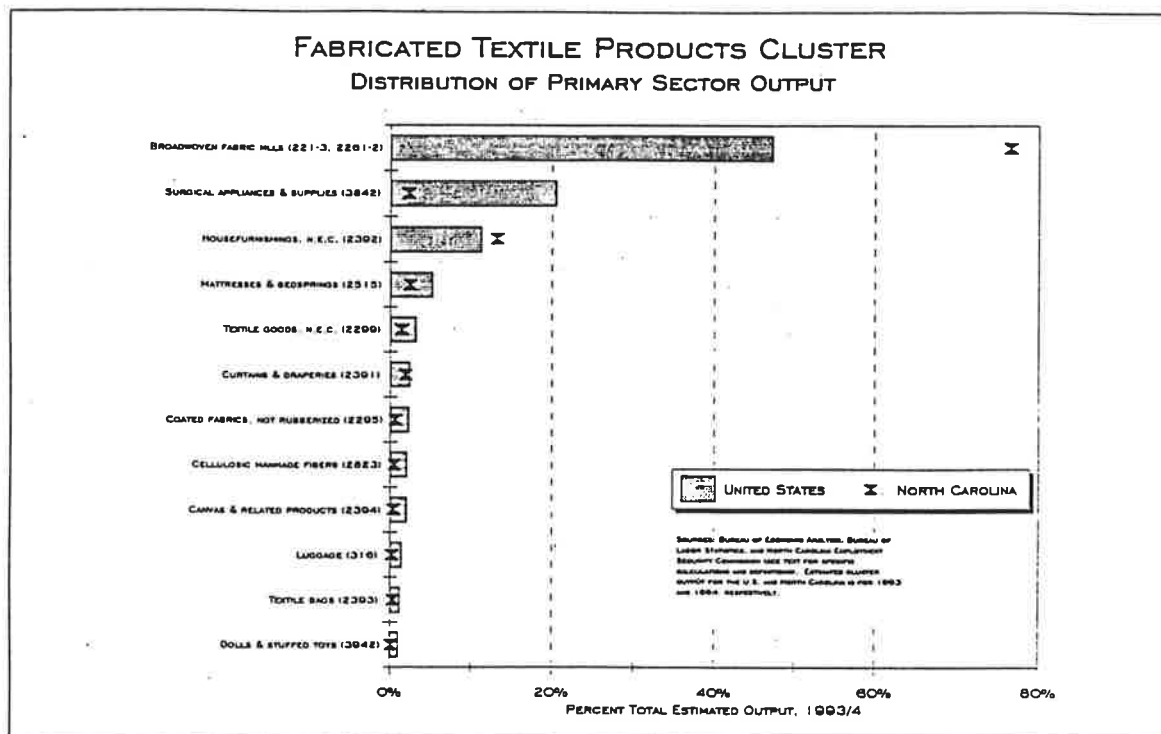 FABRICATED TEXTILE PRODUCTS CLUSTER
DISTRIBUTION OF PRIMARY SECTOR OUTPUT
BROADWOVEN FABRIC MLLS (221-3, 2261-2)
SURGICAL APPLIANCES & SUPPLIES (3842)
HOUSEFURNISHINGS, N.E.C. (2392)
MATTRESSES & BEDSPRINGS (2515)
TEXTILE GOODS, N.E.C. (2299)
CURTAINS & DRAPERIES (2391)
COATED FABRICS, NOT RUBBERIZED (2295)
CELLULOSIC MANMADE FIBERS (2823)
CANVAS & RELATED PRODUCTS (2394)
LUGGAGE (316)
TEXTILE BAGS (2393)
DOLLS & STUFFED TOYS (3942)
UNITED STATES
NORTH CAROLINA
SOURCES: BUREAU OF ECONOMIC ANALYSIS, BUREAU OF
LABOR STATISTICS, AND NORTH CAROLINA EMPLOYMENT
SECURITY COMMISSION (SEE TEXT FOR SPECIFIC
CALCULATIONS AND DEFINITIONS). ESTIMATED CLUSTER
OUTPUT FOR THE U.S. AND NORTH CAROLINA IS FOR 1993
AND 1994, RESPECTIVELY.
0% 20% 40% 60% 80%
PERCENT TOTAL ESTIMATED OUTPUT, 1993/4